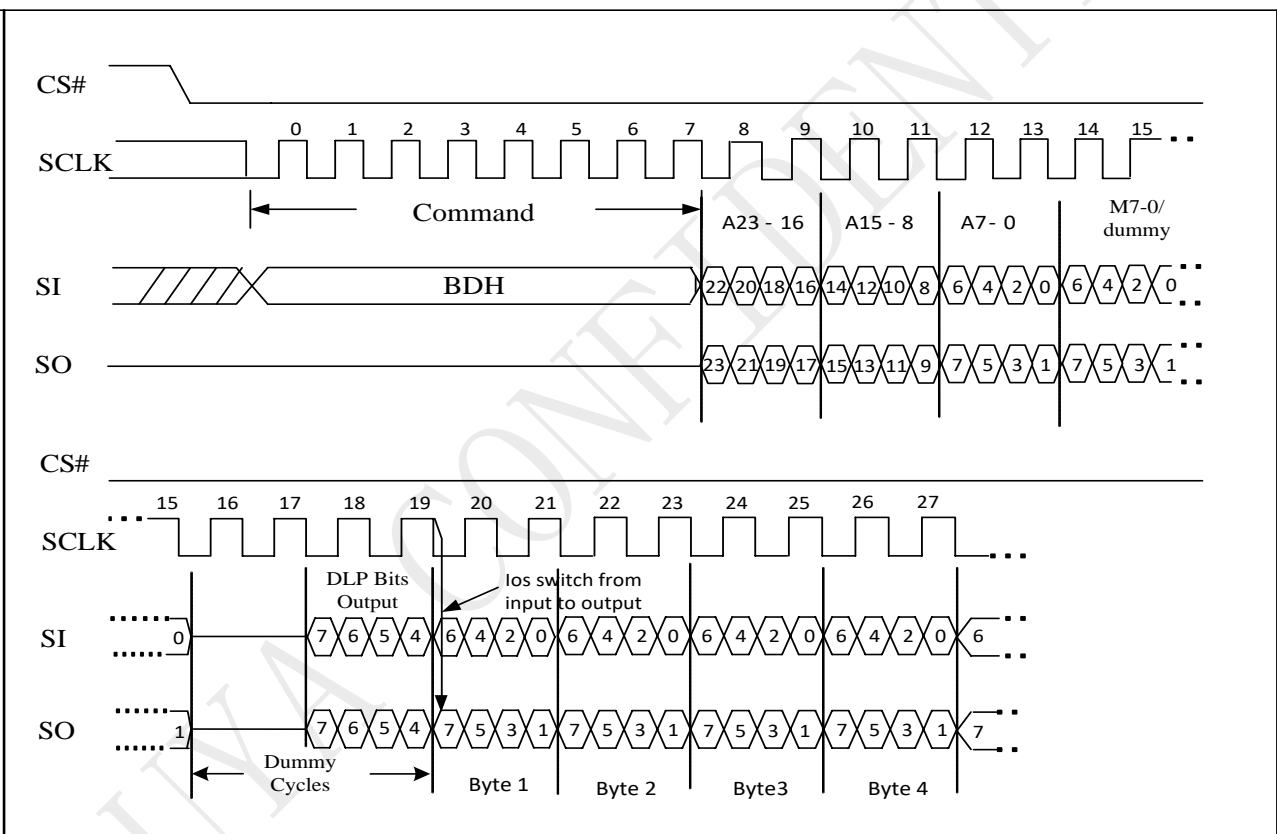 CS#
0 1 2 3 4 5 6 7 8 9 10 11 12 13 14 15
SCLK
Command
A23 - 16 A15 - 8 A7- 0 M7-0/
dummy
SI BDH 22 20 18 16 14 12 10 8 6 4 2 0 6 4 2 0
SO 23 21 19 17 15 13 11 9 7 5 3 1 7 5 3 1
CS#
15 16 17 18 19 20 21 22 23 24 25 26 27
SCLK
DLP Bits
Output
Ios switch from
input to output
SI 0 7 6 5 4 6 4 2 0 6 4 2 0 6 4 2 0 6 4 2 0 6
SO 1 7 6 5 4 7 5 3 1 7 5 3 1 7 5 3 1 7 5 3 1 7
Dummy
Cycles
Byte 1 Byte 2 Byte3 Byte 4
UYA CONFIDENT